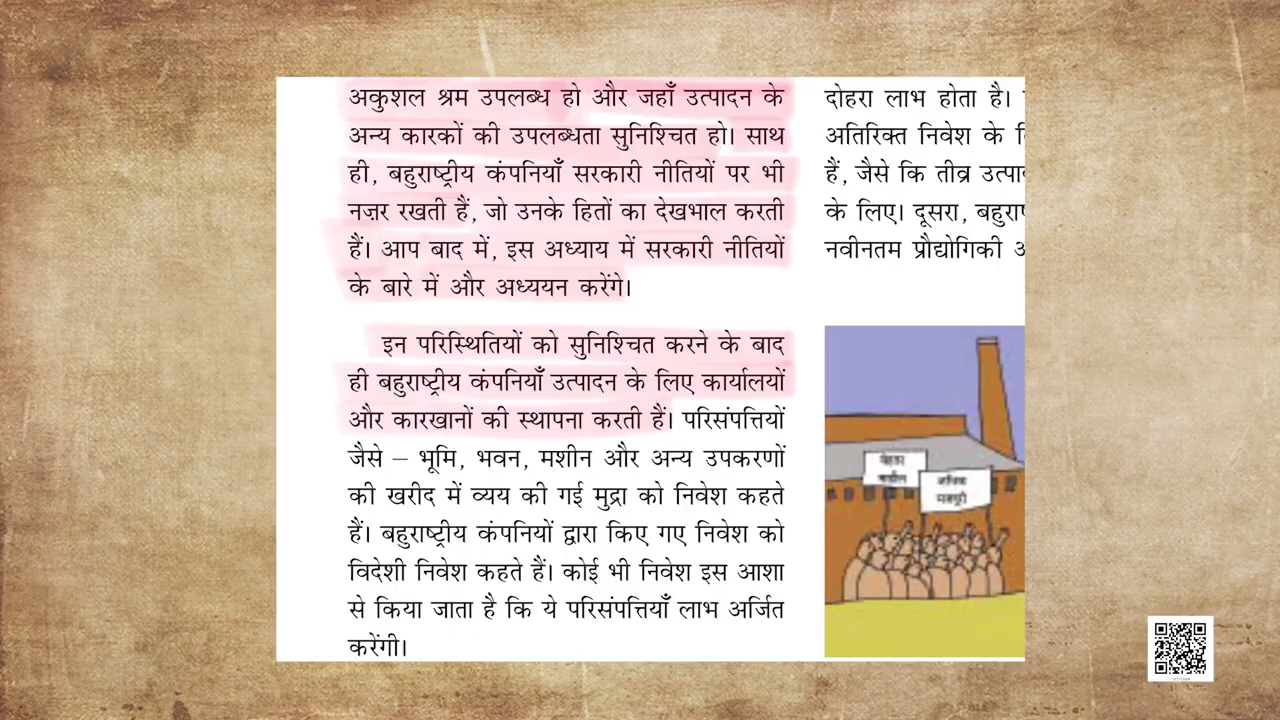 अकुशल श्रम उपलब्ध हो और जहाँ उत्पादन के
अन्य कारकों की उपलब्धता सुनिश्चित हो। साथ
ही, बहुराष्ट्रीय कंपनियाँ सरकारी नीतियों पर भी
नज़र रखती हैं, जो उनके हितों का देखभाल करती
हैं। आप बाद में, इस अध्याय में सरकारी नीतियों
के बारे में और अध्ययन करेंगे।
इन परिस्थितियों को सुनिश्चित करने के बाद
ही बहुराष्ट्रीय कंपनियाँ उत्पादन के लिए कार्यालयों
और कारखानों की स्थापना करती हैं। परिसंपत्तियों
जैसे – भूमि, भवन, मशीन और अन्य उपकरणों
की खरीद में व्यय की गई मुद्रा को निवेश कहते
हैं। बहुराष्ट्रीय कंपनियों द्वारा किए गए निवेश को
विदेशी निवेश कहते हैं। कोई भी निवेश इस आशा
से किया जाता है कि ये परिसंपत्तियाँ लाभ अर्जित
करेंगी।
दोहरा लाभ होता है।
अतिरिक्त निवेश के
हैं, जैसे कि तीव्र
के लिए। दूसरा,
नवीनतम प्रौद्योगिकी
अधिक
मजदूरी